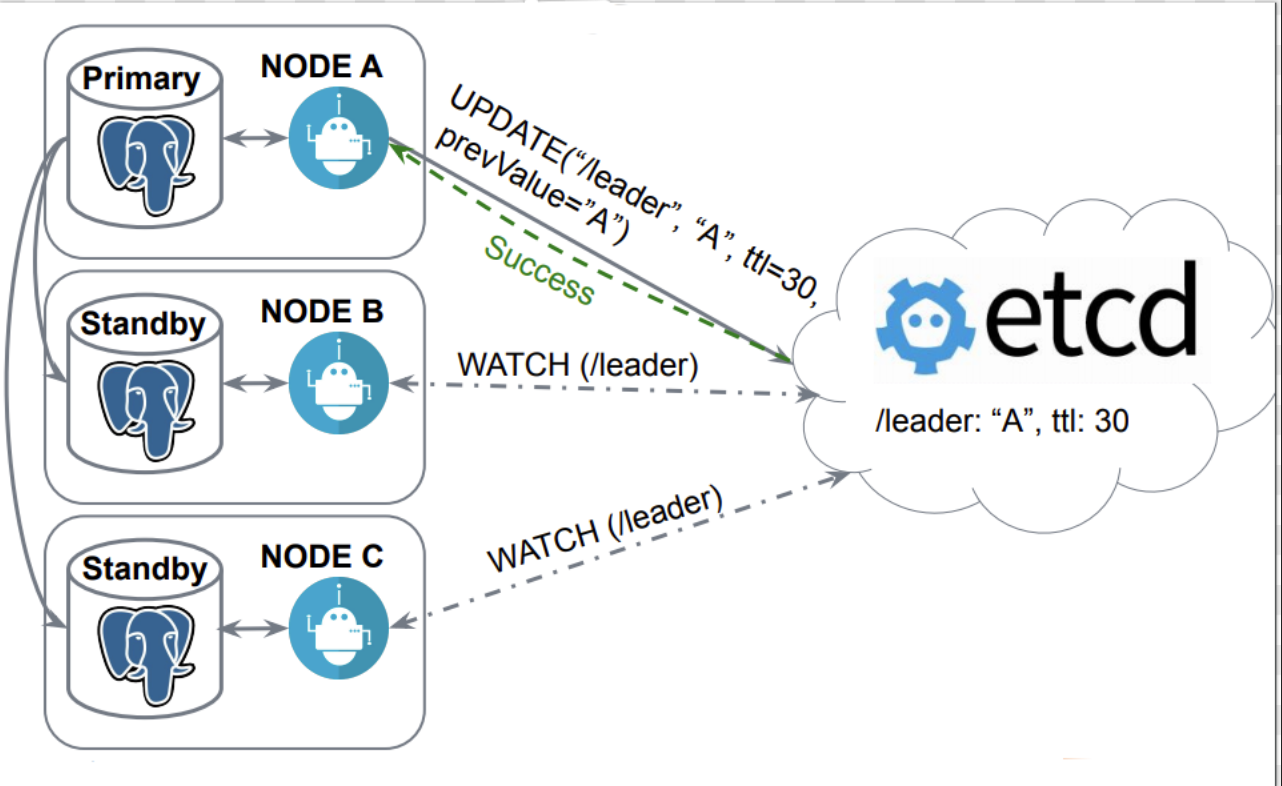 Primary
NODE A
UPDATE(“/leader”, “A”, ttl=30,
prevValue=”A”)
Success
Standby
NODE B
WATCH (/leader)
etcd
/leader: “A”, ttl: 30
Standby
NODE C
WATCH (/leader)